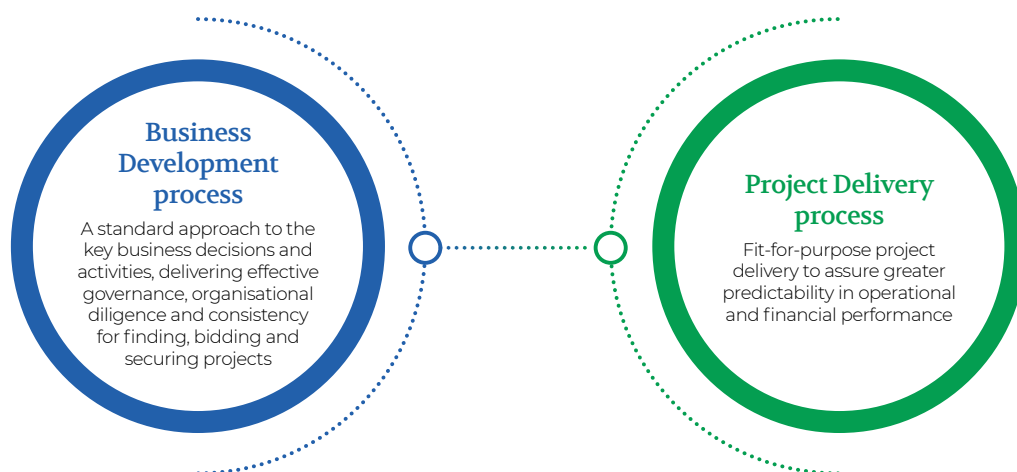 Business
Development
process
A standard approach to the
key business decisions and
activities, delivering effective
governance, organisational
diligence and consistency
for finding, bidding and
securing projects
Project Delivery
process
Fit-for-purpose project
delivery to assure greater
predictability in operational
and financial performance